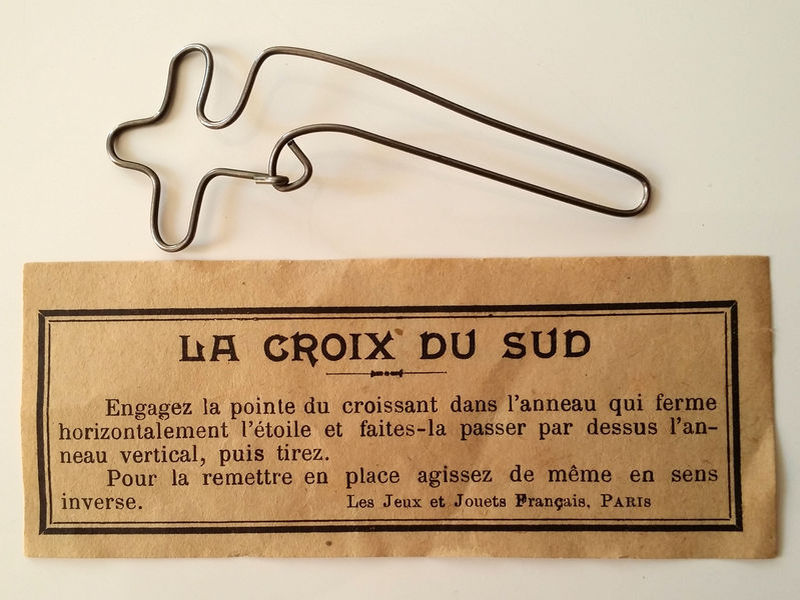 LA CROIX DU SUD
Engagez la pointe du croissant dans l'anneau qui ferme
horizontalement l'étoile et faites-la passer par dessus l'an-
neau vertical, puis tirez.
Pour la remettre en place agissez de même en sens
inverse. Les Jeux et Jouets Français, PARIS